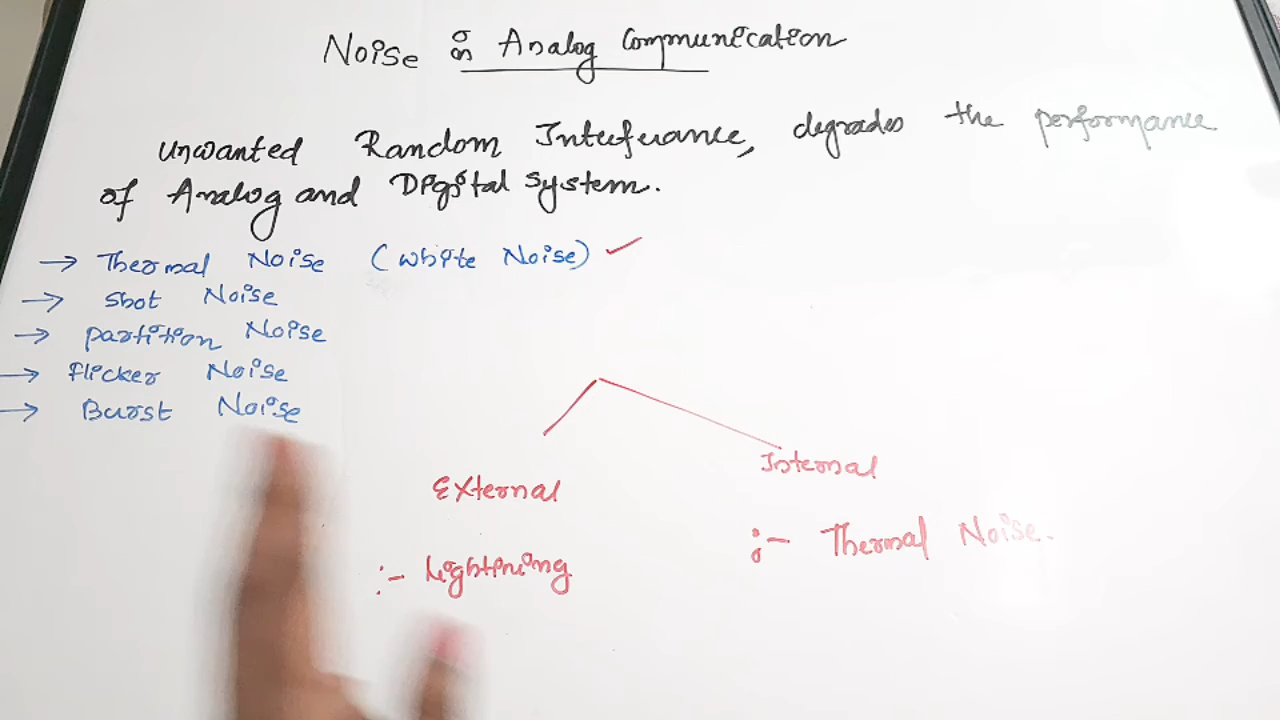 Noise in Analog Communication
unwanted Random Interferance, degrades the performance
of Analog and Digital system.
→ Thermal Noise (white Noise) ✓
→ Shot Noise
→ partition Noise
→ flicker Noise
→ Burst Noise
External
Internal
:- Lightning
:- Thermal Noise.